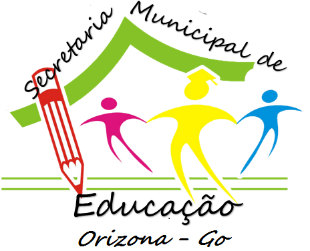 Secretaria Municipal de
Educação
Orizona - Go